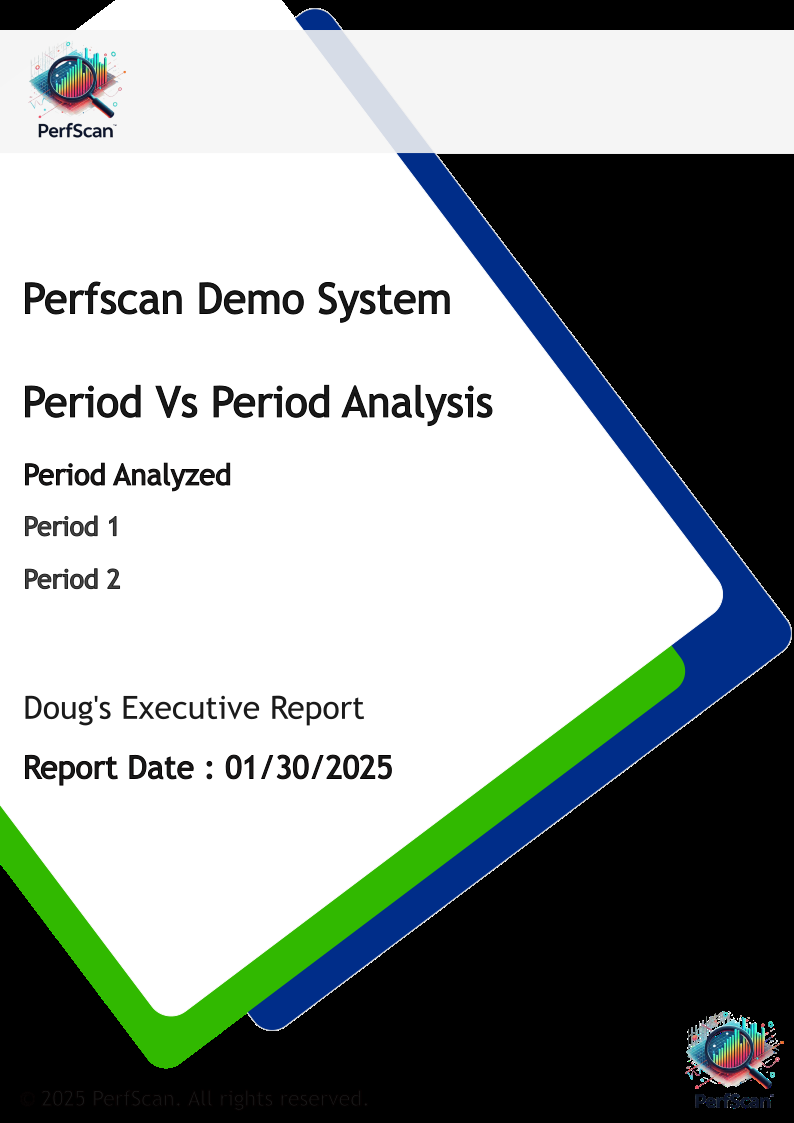 PerfScan™
Perfscan Demo System
Period Vs Period Analysis
Period Analyzed
Period 1
Period 2
Doug's Executive Report
Report Date : 01/30/2025
© 2025 PerfScan. All rights reserved.
PerfScan™